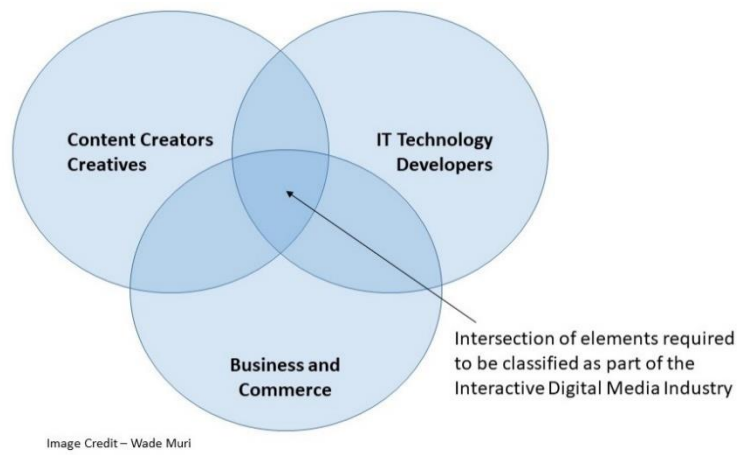 Content Creators
Creatives
IT Technology
Developers
Business and
Commerce
Intersection of elements required
to be classified as part of the
Interactive Digital Media Industry
Image Credit – Wade Muri